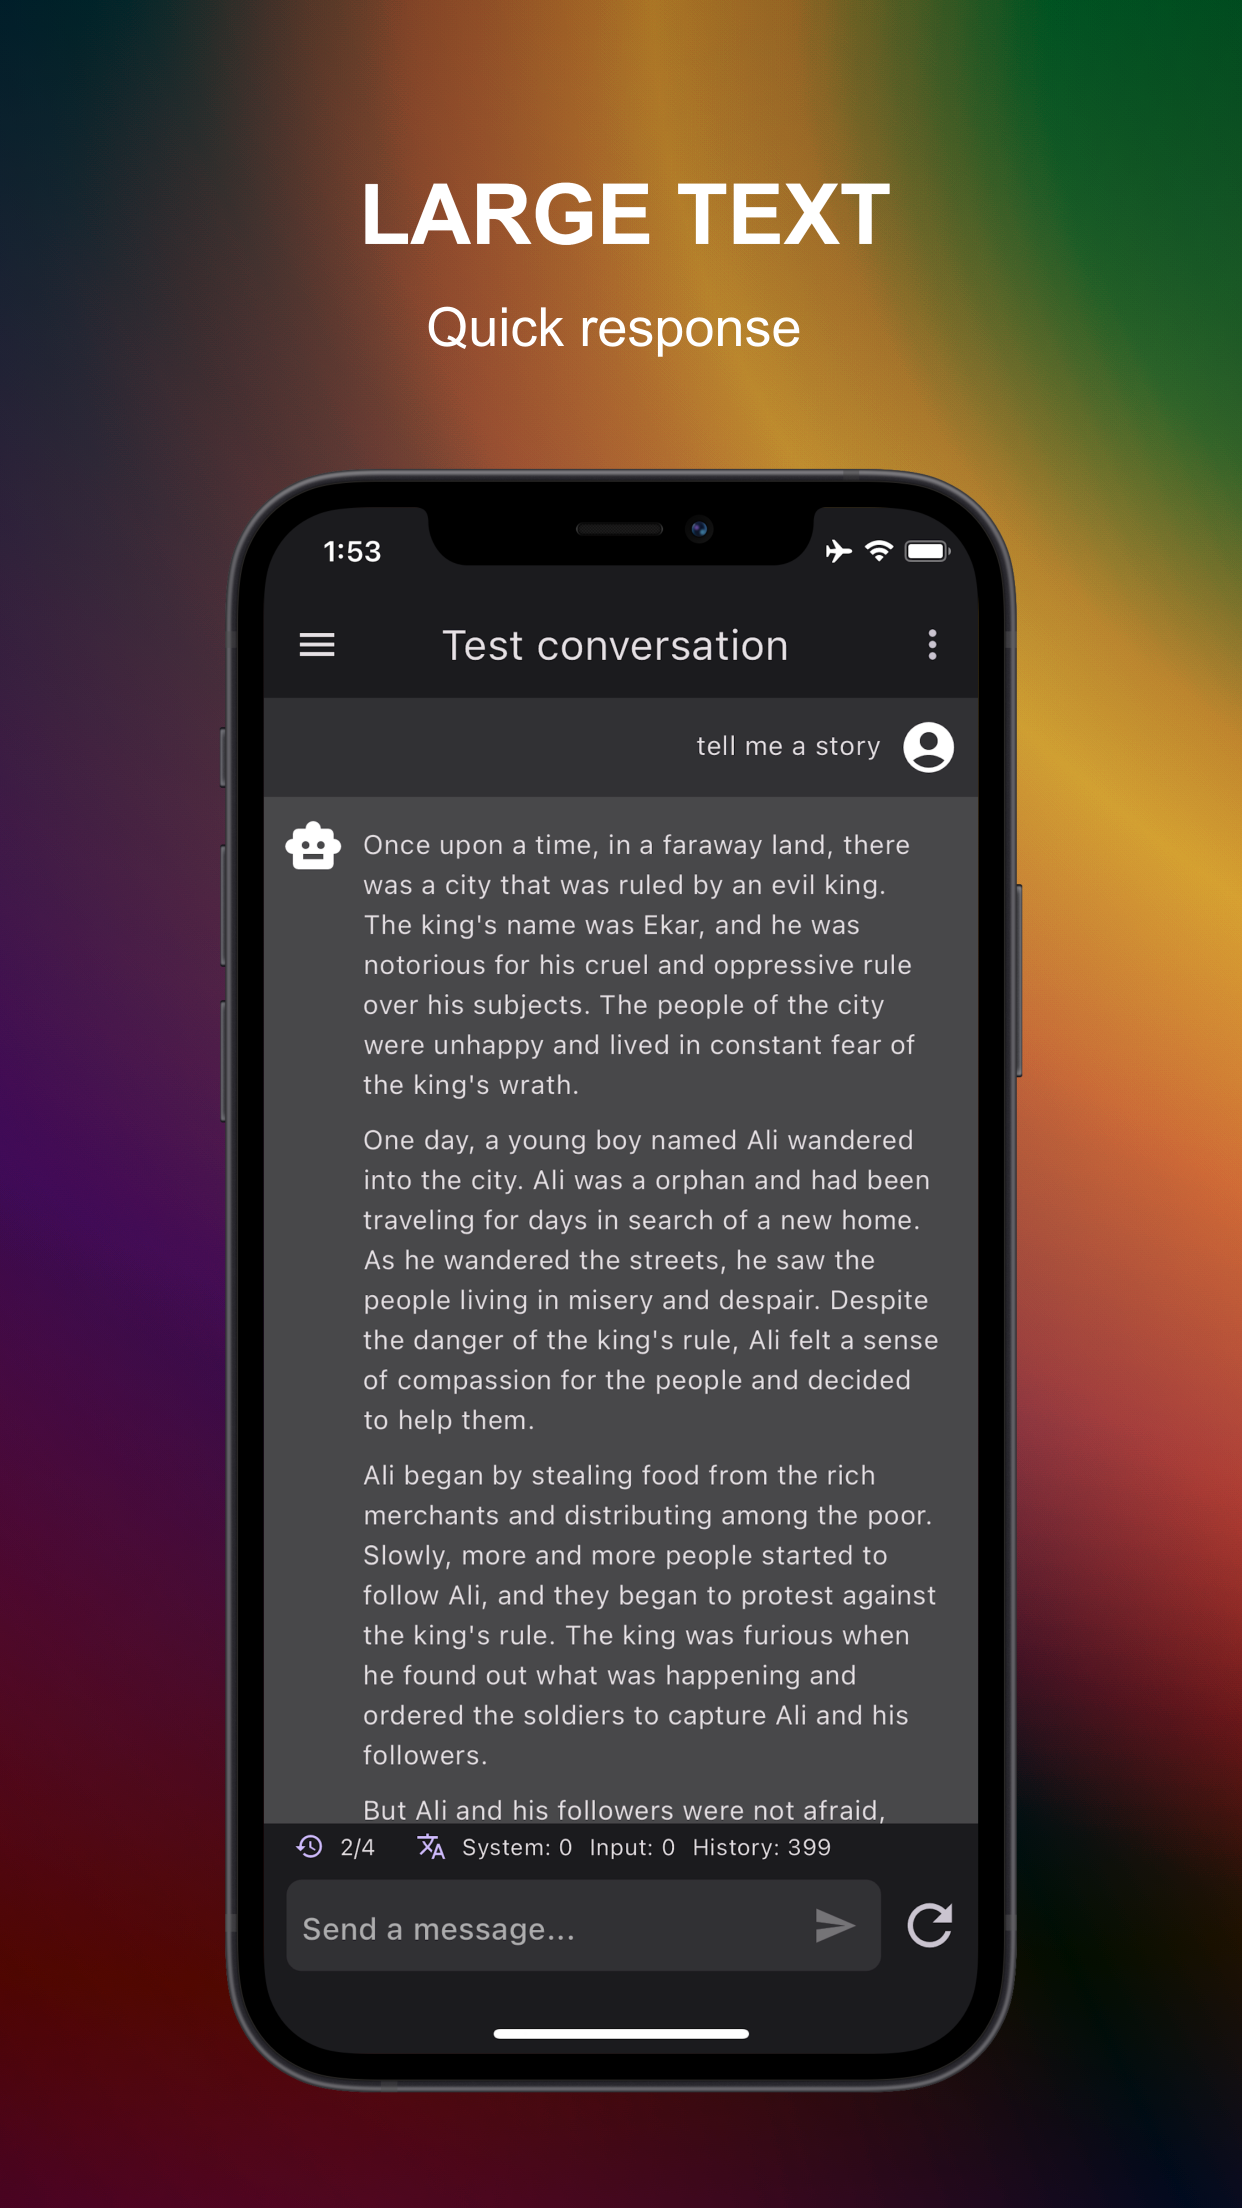 LARGE TEXT
Quick response
1:53
Test conversation
tell me a story
Once upon a time, in a faraway land, there
was a city that was ruled by an evil king.
The king's name was Ekar, and he was
notorious for his cruel and oppressive rule
over his subjects. The people of the city
were unhappy and lived in constant fear of
the king's wrath.
One day, a young boy named Ali wandered
into the city. Ali was a orphan and had been
traveling for days in search of a new home.
As he wandered the streets, he saw the
people living in misery and despair. Despite
the danger of the king's rule, Ali felt a sense
of compassion for the people and decided
to help them.
Ali began by stealing food from the rich
merchants and distributing among the poor.
Slowly, more and more people started to
follow Ali, and they began to protest against
the king's rule. The king was furious when
he found out what was happening and
ordered the soldiers to capture Ali and his
followers.
But Ali and his followers were not afraid,
2/4 System: 0 Input: 0 History: 399
Send a message...